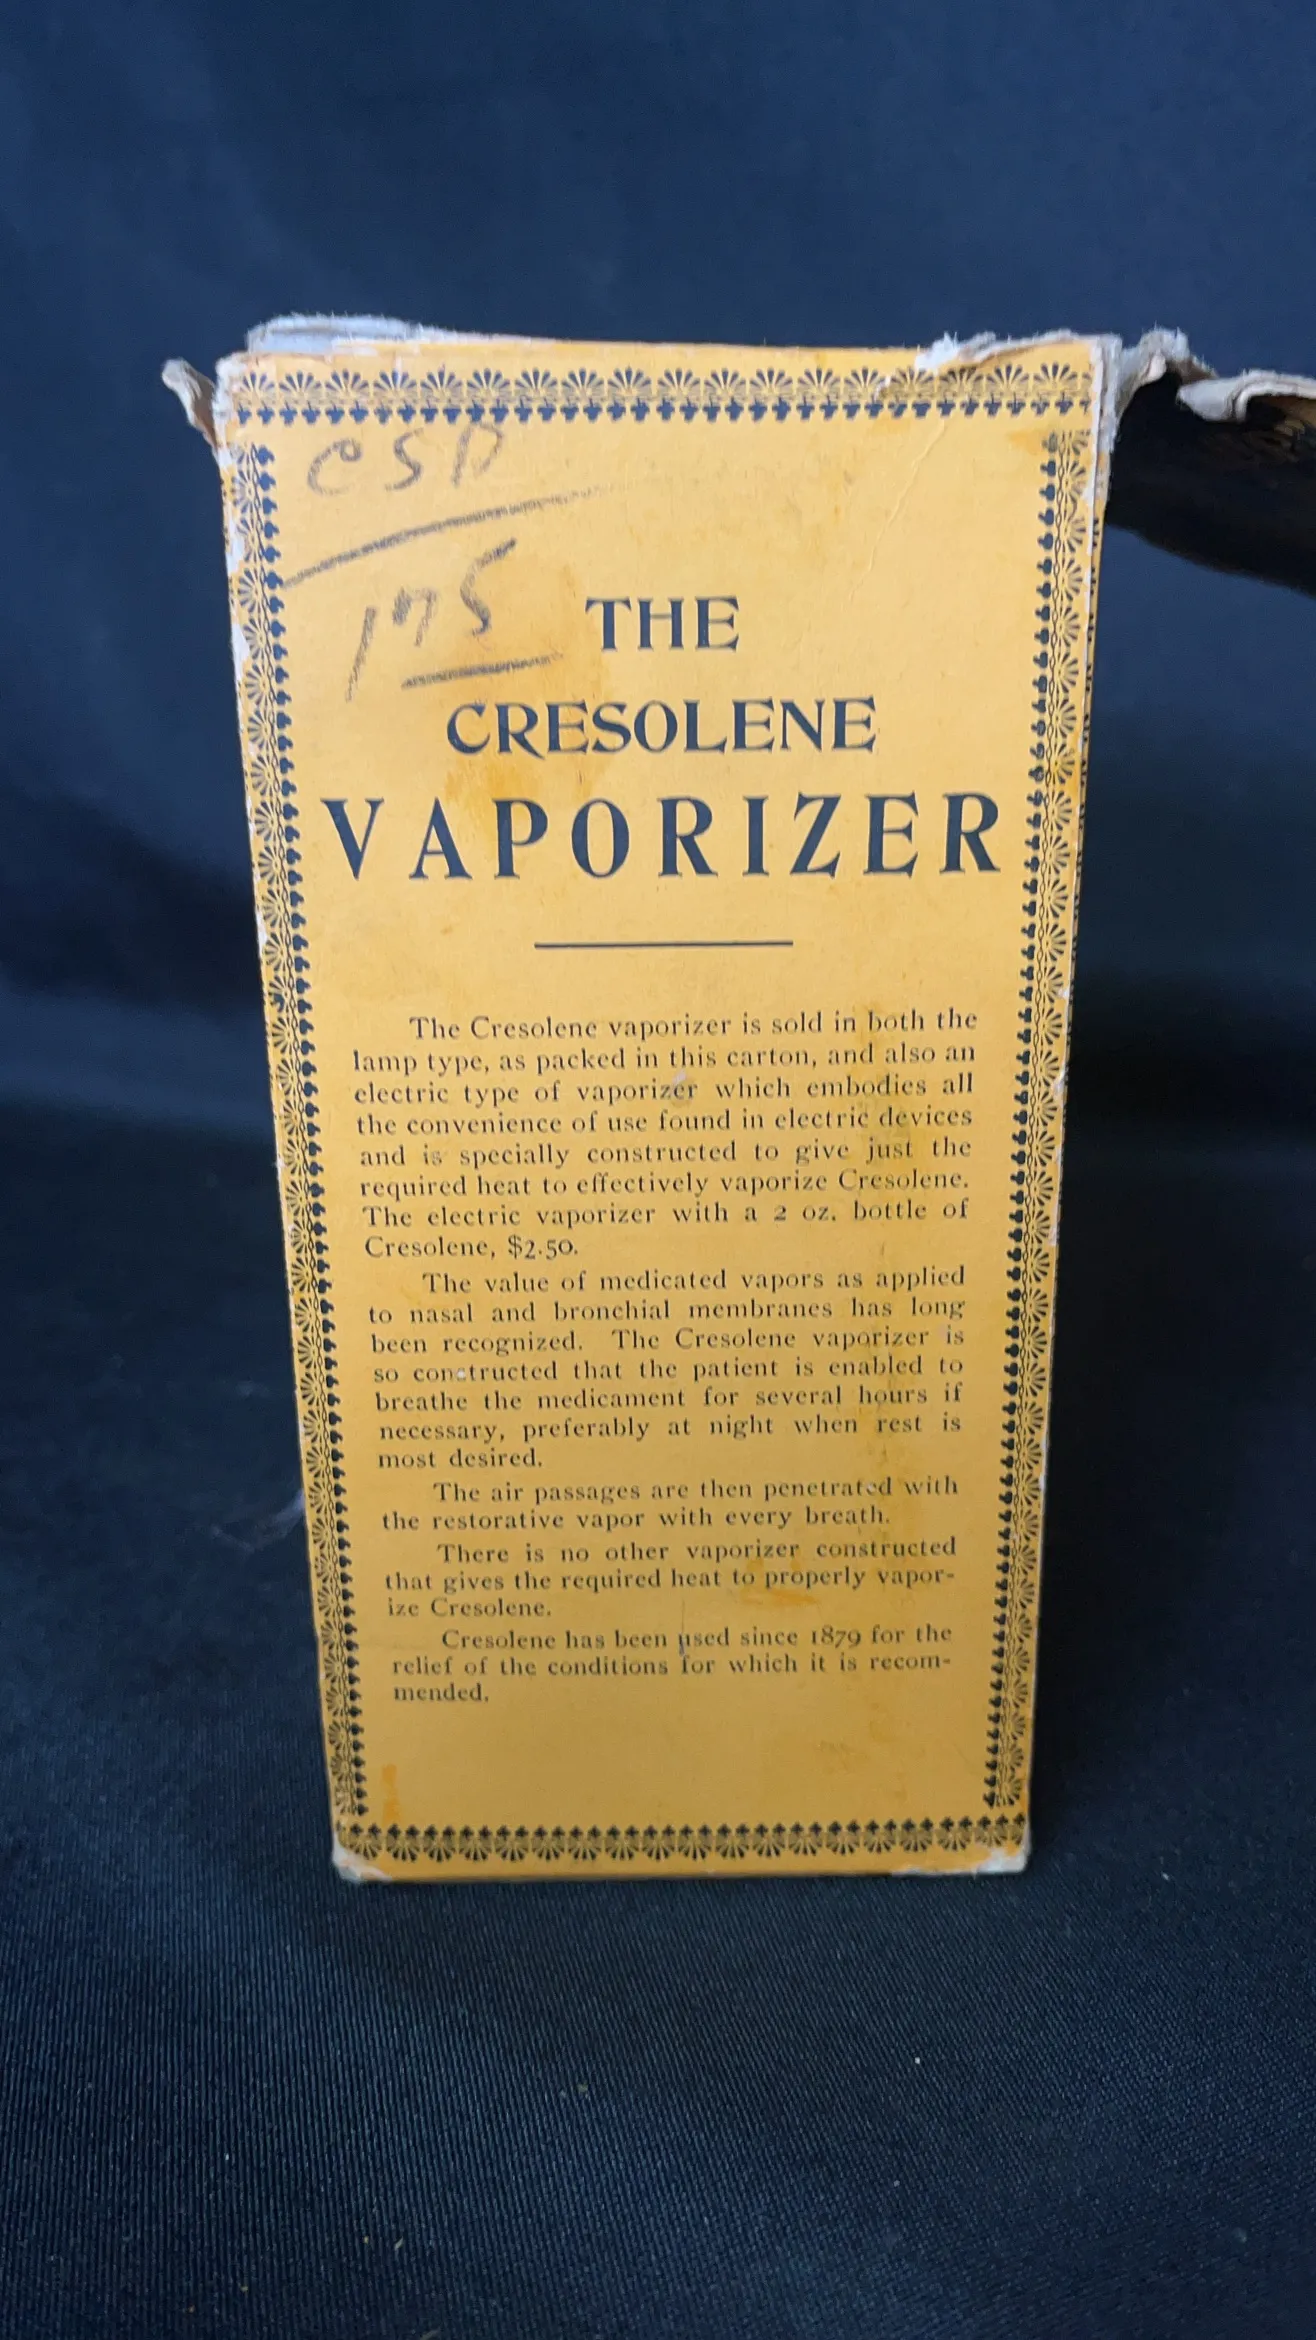 CSD
175
THE
CRESOLENE
VAPORIZER
The Cresolene vaporizer is sold in both the
lamp type, as packed in this carton, and also an
electric type of vaporizer which embodies all
the convenience of use found in electric devices
and is specially constructed to give just the
required heat to effectively vaporize Cresolene.
The electric vaporizer with a 2 oz. bottle of
Cresolene, $2.50.
The value of medicated vapors as applied
to nasal and bronchial membranes has long
been recognized. The Cresolene vaporizer is
so constructed that the patient is enabled to
breathe the medicament for several hours if
necessary, preferably at night when rest is
most desired.
The air passages are then penetrated with
the restorative vapor with every breath.
There is no other vaporizer constructed
that gives the required heat to properly vapor-
ize Cresolene.
Cresolene has been used since 1879 for the
relief of the conditions for which it is recom-
mended.